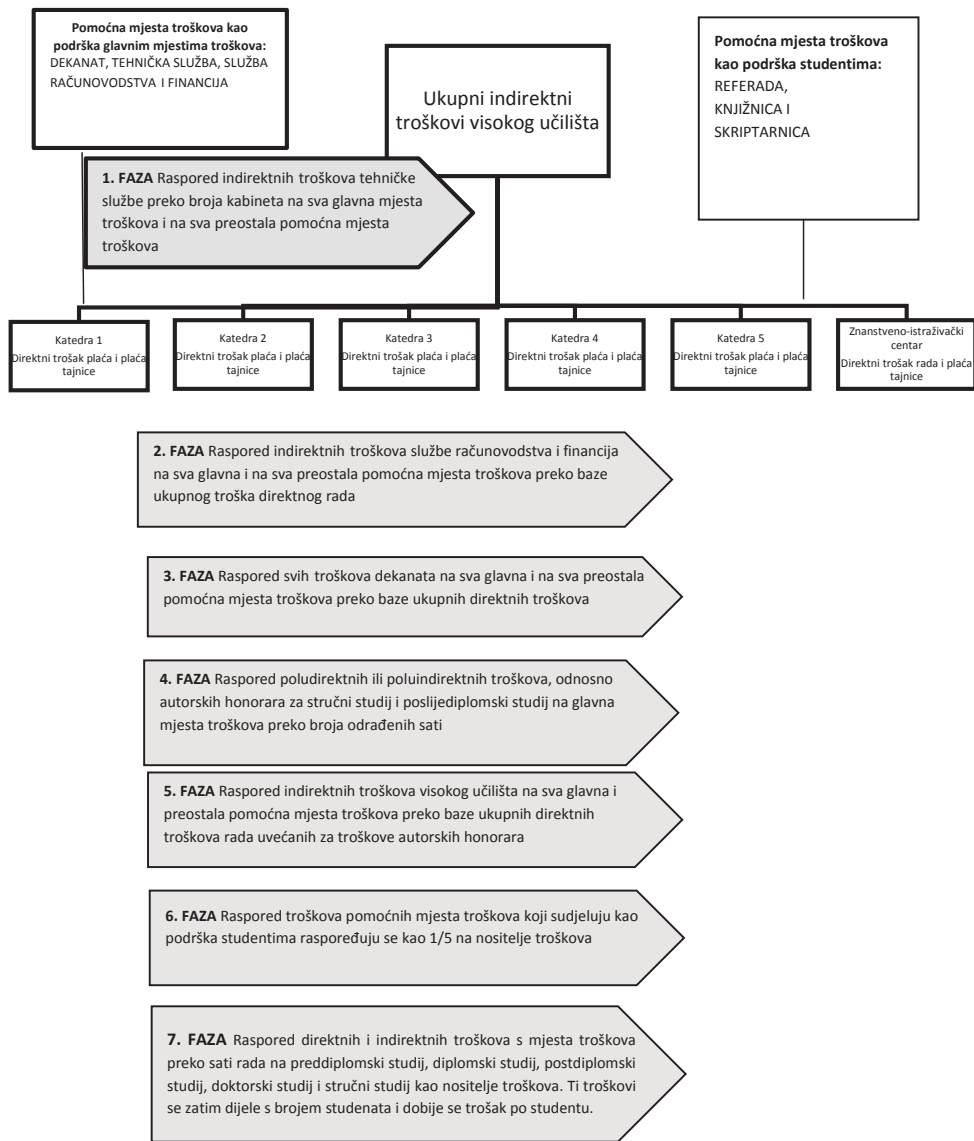 Pomoćna mjesta troškova kao
podrška glavnim mjestima troškova:
DEKANAT, TEHNIČKA SLUŽBA, SLUŽBA
RAČUNOVODSTVA I FINANCIJA
Ukupni indirektni
troškovi visokog učilišta
Pomoćna mjesta troškova
kao podrška studentima:
REFERADA,
KNJIŽNICA I
SKRIPTARNICA
1. FAZA Raspored indirektnih troškova tehničke
službe preko broja kabineta na sva glavna mjesta
troškova i na sva preostala pomoćna mjesta
troškova
Katedra 1
Direktni trošak plaća i plaća
tajnice
Katedra 2
Direktni trošak plaća i plaća
tajnice
Katedra 3
Direktni trošak plaća i plaća
tajnice
Katedra 4
Direktni trošak plaća i plaća
tajnice
Katedra 5
Direktni trošak plaća i plaća
tajnice
Znanstveno-istraživački
centar
Direktni trošak rada i plaća
tajnice
2. FAZA Raspored indirektnih troškova službe računovodstva i financija
na sva glavna i na sva preostala pomoćna mjesta troškova preko baze
ukupnog troška direktnog rada
3. FAZA Raspored svih troškova dekanata na sva glavna i na sva preostala
pomoćna mjesta troškova preko baze ukupnih direktnih troškova
4. FAZA Raspored poludirektnih ili poluindirektnih troškova, odnosno
autorskih honorara za stručni studij i poslijediplomski studij na glavna
mjesta troškova preko broja odrađenih sati
5. FAZA Raspored indirektnih troškova visokog učilišta na sva glavna i
preostala pomoćna mjesta troškova preko baze ukupnih direktnih
troškova rada uvećanih za troškove autorskih honorara
6. FAZA Raspored troškova pomoćnih mjesta troškova koji sudjeluju kao
podrška studentima raspoređuju se kao 1/5 na nositelje troškova
7. FAZA Raspored direktnih i indirektnih troškova s mjesta troškova
preko sati rada na preddiplomski studij, diplomski studij, postdiplomski
studij, doktorski studij i stručni studij kao nositelje troškova. Ti troškovi
se zatim dijele s brojem studenata i dobije se trošak po studentu.